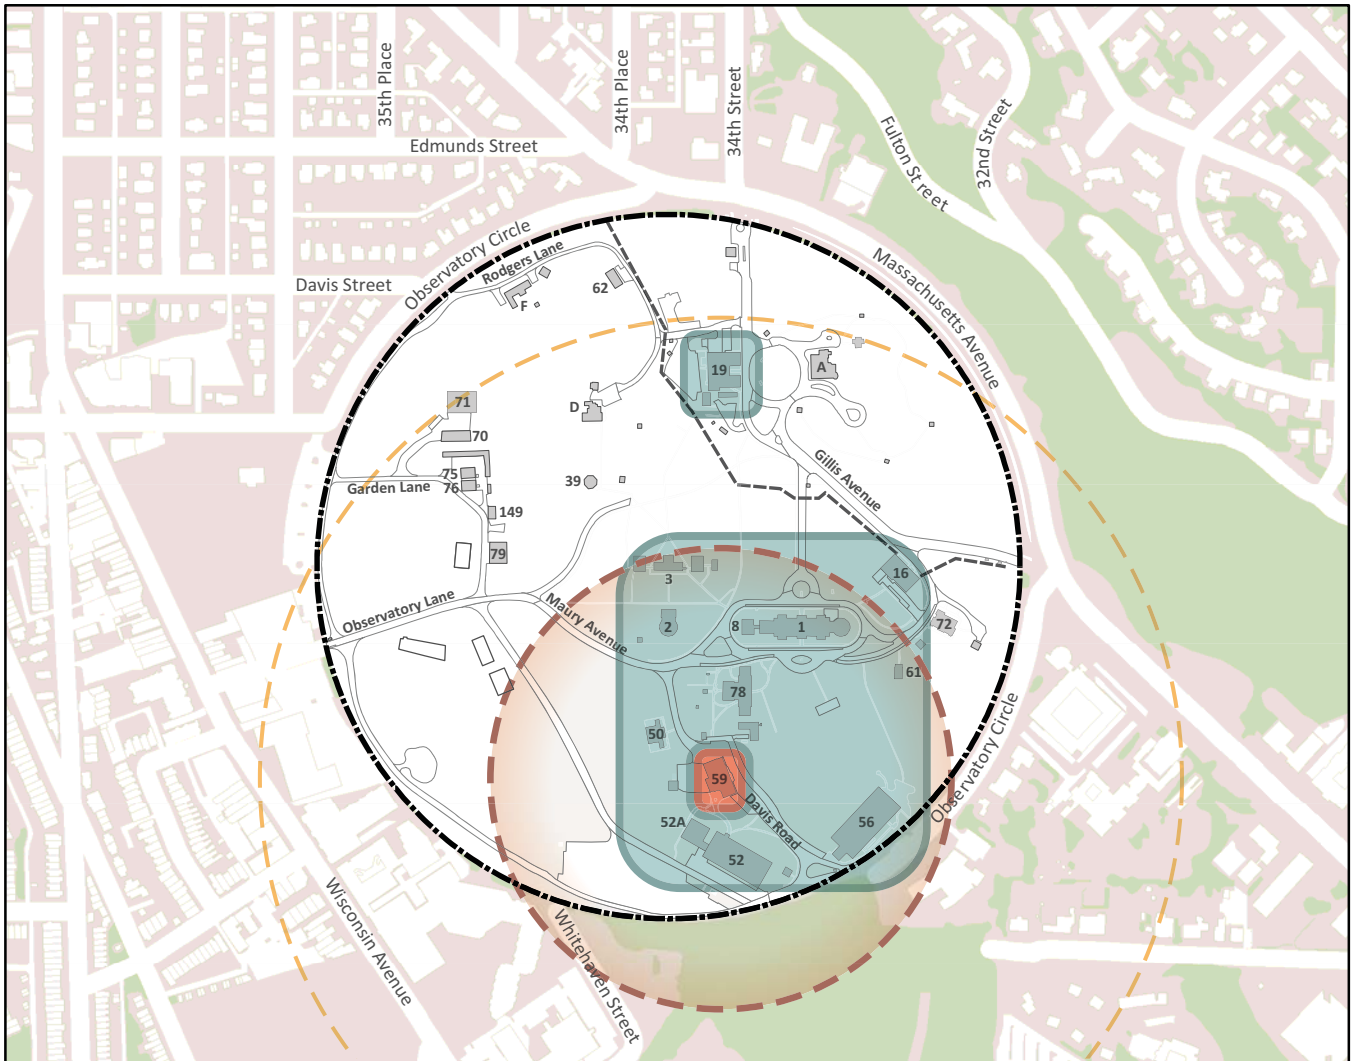 35th Place
34th Place
34th Street
Edmunds Street
Fulton Street
32nd Street
Observatory Circle
Rodgers Lane
Massachusetts Avenue
Davis Street
62
F
19
A
71
D
70
75
39
Garden Lane
76
Gillis Avenue
149
79
3
16
Observatory Lane
Maury Avenue
2
8
1
72
61
78
50
59
Observatory Circle
Davis Road
52A
56
52
Wisconsin Avenue
Whitehaven Street